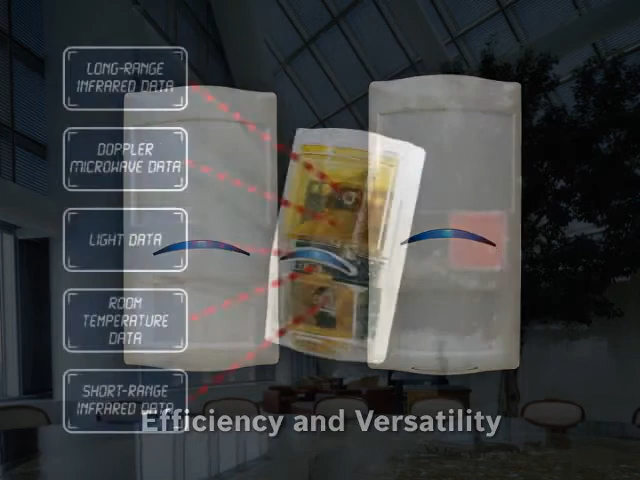 LONG-RANGE
INFRARED DATA
DOPPLER
MICROWAVE DATA
LIGHT DATA
ROOM
TEMPERATURE
DATA
SHORT-RANGE
INFRARED DATA
Efficiency and Versatility